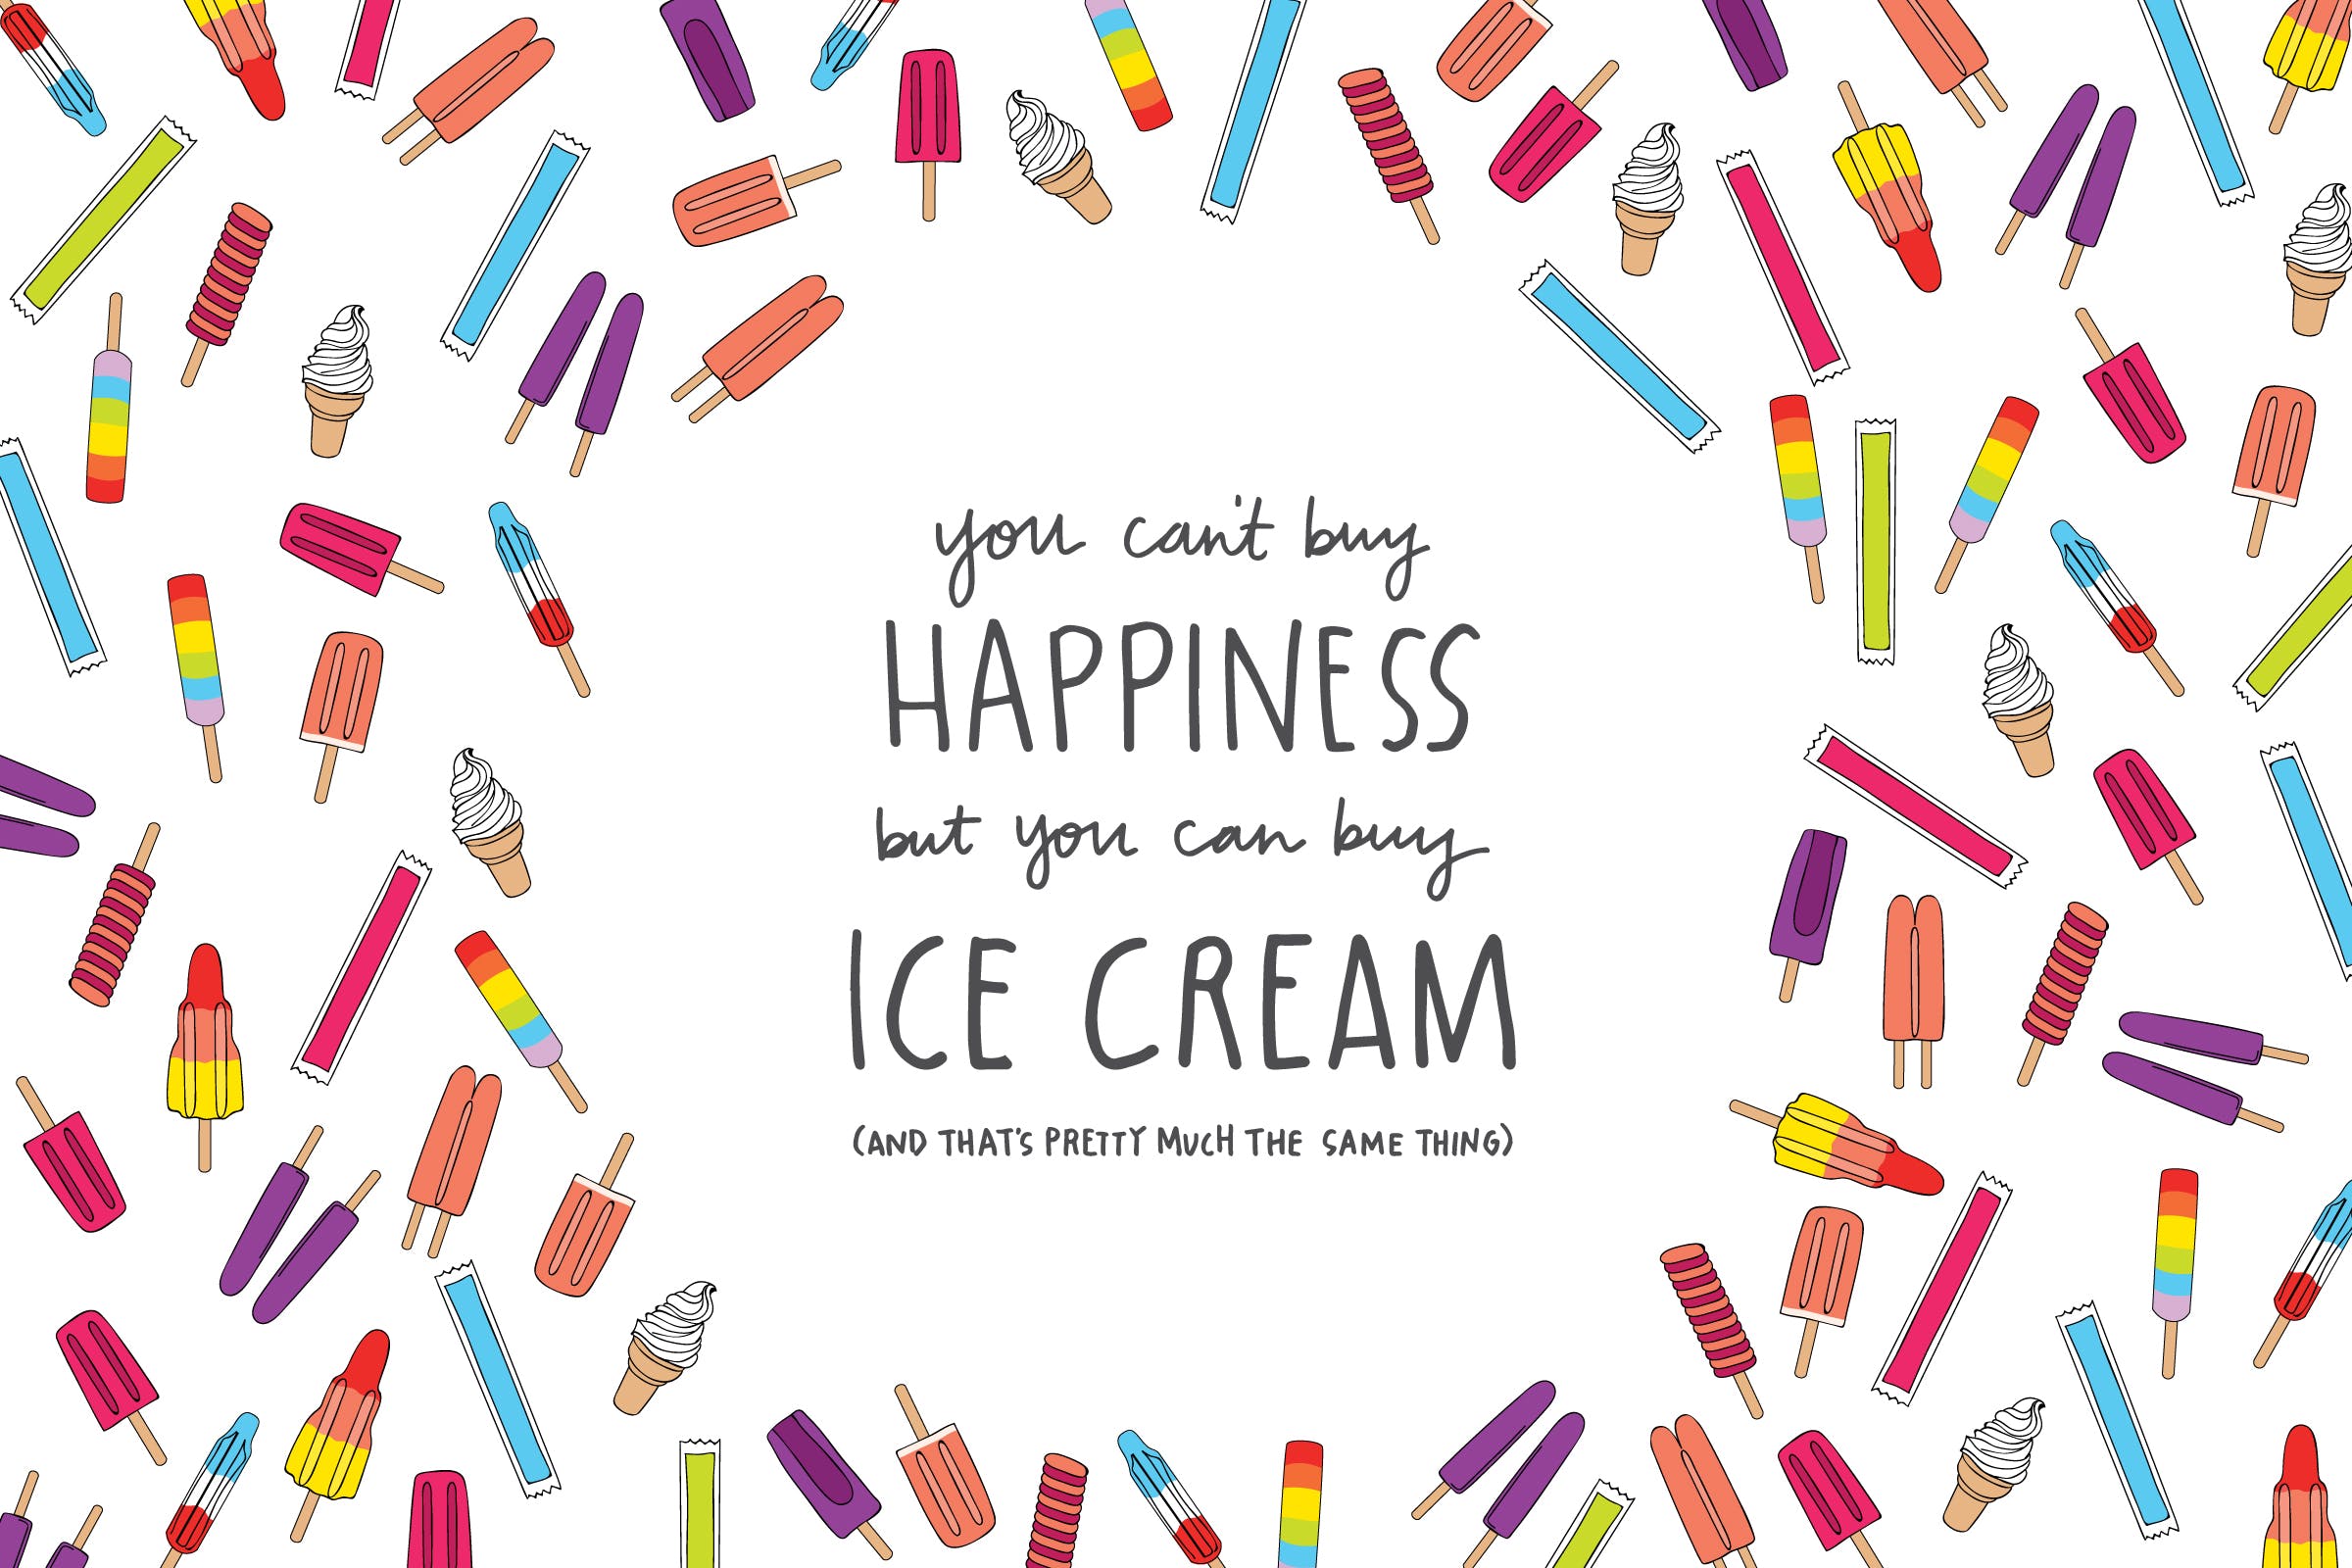 you can't buy
HAPPINESS
but you can buy
ICE CREAM
(AND THAT'S PRETTY MUCH THE SAME THING)